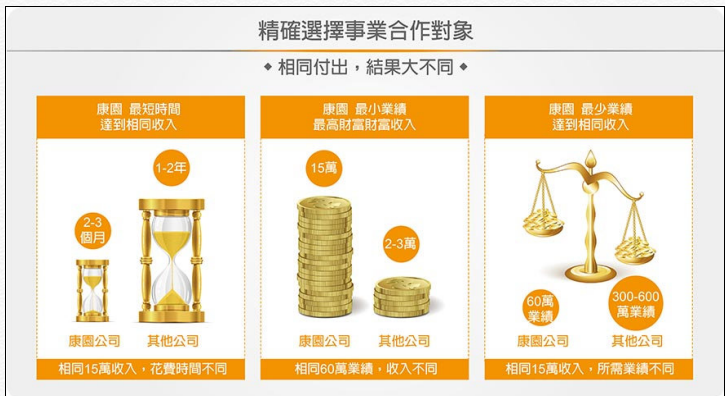 精確選擇事業合作對象
◆相同付出，結果大不同◆
康園 最短時間
達到相同收入
1-2年
2-3
個月
康園公司
其他公司
相同15萬收入，花費時間不同
康園 最小業績
最高財富財富收入
15萬
2-3萬
康園公司
其他公司
相同60萬業績，收入不同
康園 最少業績
達到相同收入
60萬
業績
300-600
萬業績
康園公司
其他公司
相同15萬收入，所需業績不同